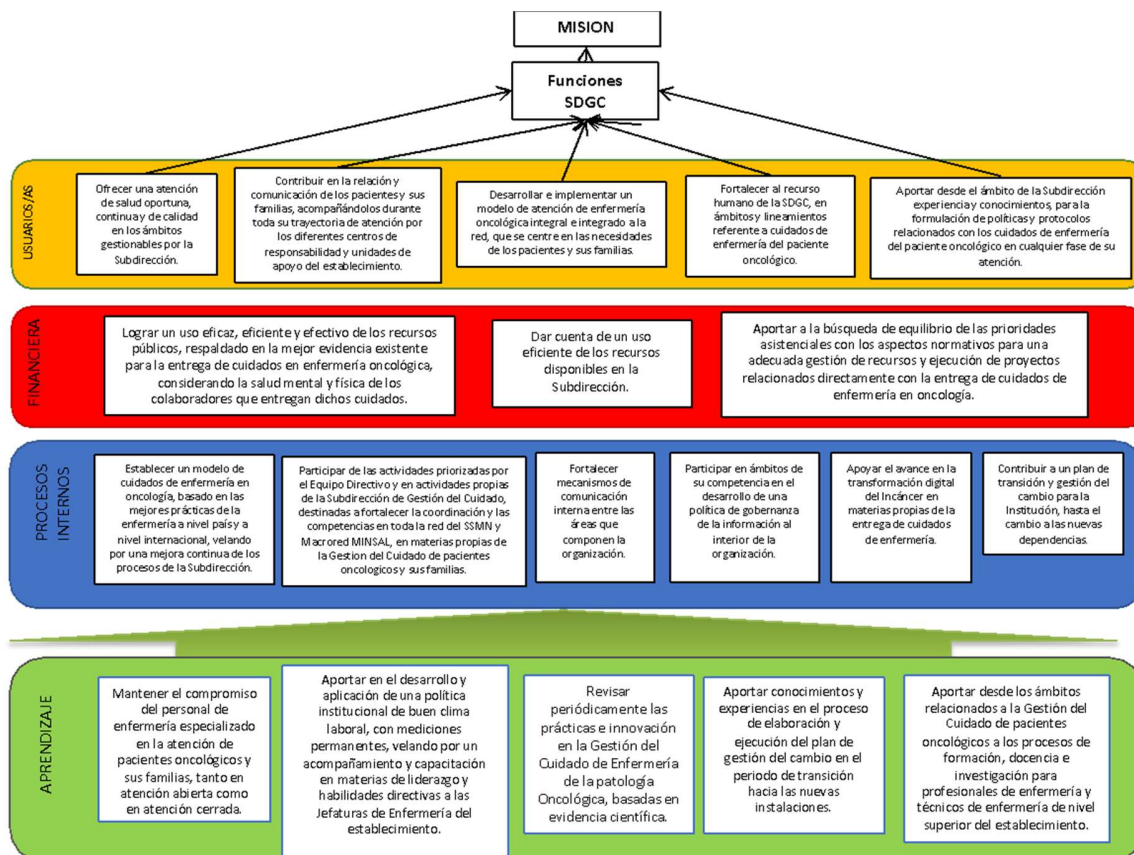 MISION
Funciones
SDGC
USUARIOS/AS
Ofrecer una atención
de salud oportuna,
continua y de calidad
en los ámbitos
gestionables por la
Subdirección.
Contribuir en la relación y
comunicación de los pacientes y sus
familias, acompañándolos durante
toda su trayectoria de atención por
los diferentes centros de
responsabilidad y unidades de
apoyo del establecimiento.
Desarrollar e implementar un
modelo de atención de enfermería
oncológica integral e integrado a la
red, que se centre en las necesidades
de los pacientes y sus familias.
Fortalecer al recurso
humano de la SDGC, en
ámbitos y lineamientos
referente a cuidados de
enfermería del paciente
oncológico.
Aportar desde el ámbito de la Subdirección
experiencia y conocimientos, para la
formulación de políticas y protocolos
relacionados con los cuidados de enfermería
del paciente oncológico en cualquier fase de su
atención.
FINANCIERA
Lograr un uso eficaz, eficiente y efectivo de los recursos
públicos, respaldado en la mejor evidencia existente
para la entrega de cuidados en enfermería oncológica,
considerando la salud mental y física de los
colaboradores que entregan dichos cuidados.
Dar cuenta de un uso
eficiente de los recursos
disponibles en la
Subdirección.
Aportar a la búsqueda de equilibrio de las prioridades
asistenciales con los aspectos normativos para una
adecuada gestión de recursos y ejecución de proyectos
relacionados directamente con la entrega de cuidados de
enfermería en oncología.
PROCESOS
INTERNOS
Establecer un modelo de
cuidados de enfermería en
oncología, basado en las
mejores prácticas de la
enfermería a nivel país y a
nivel internacional, velando
por una mejora continua de los
procesos de la Subdirección.
Participar de las actividades priorizadas por
el Equipo Directivo y en actividades propias
de la Subdirección de Gestión del Cuidado,
destinadas a fortalecer la coordinación y las
competencias en toda la red del SSMN y
Macrored MINSAL, en materias propias de
la Gestion del Cuidado de pacientes
oncologicos y sus familias.
Fortalecer
mecanismos de
comunicación
interna entre las
áreas que
componen la
organización.
Participar en ámbitos de
su competencia en el
desarrollo de una
política de gobernanza
de la información al
interior de la
organización.
Apoyar el avance en la
transformación digital
del Incáncer en
materias propias de la
entrega de cuidados
de enfermería.
Contribuir a un plan de
transición y gestión del
cambio para la
Institución, hasta el
cambio a las nuevas
dependencias.
APRENDIZAJE
Mantener el compromiso
del personal de
enfermería especializado
en la atención de
pacientes oncológicos y
sus familias, tanto en
atención abierta como
en atención cerrada.
Aportar en el desarrollo y
aplicación de una política
institucional de buen clima
laboral, con mediciones
permanentes, velando por un
acompañamiento y capacitación
en materias de liderazgo y
habilidades directivas a las
Jefaturas de Enfermería del
establecimiento.
Revisar
periódicamente las
prácticas e innovación
en la Gestión del
Cuidado de Enfermería
de la patología
Oncológica, basadas en
evidencia científica.
Aportar conocimientos y
experiencias en el proceso
de elaboración y
ejecución del plan de
gestión del cambio en el
periodo de transición
hacia las nuevas
instalaciones.
Aportar desde los ámbitos
relacionados a la Gestión del
Cuidado de pacientes
oncológicos a los procesos de
formación, docencia e
investigación para
profesionales de enfermería y
técnicos de enfermería de nivel
superior del establecimiento.